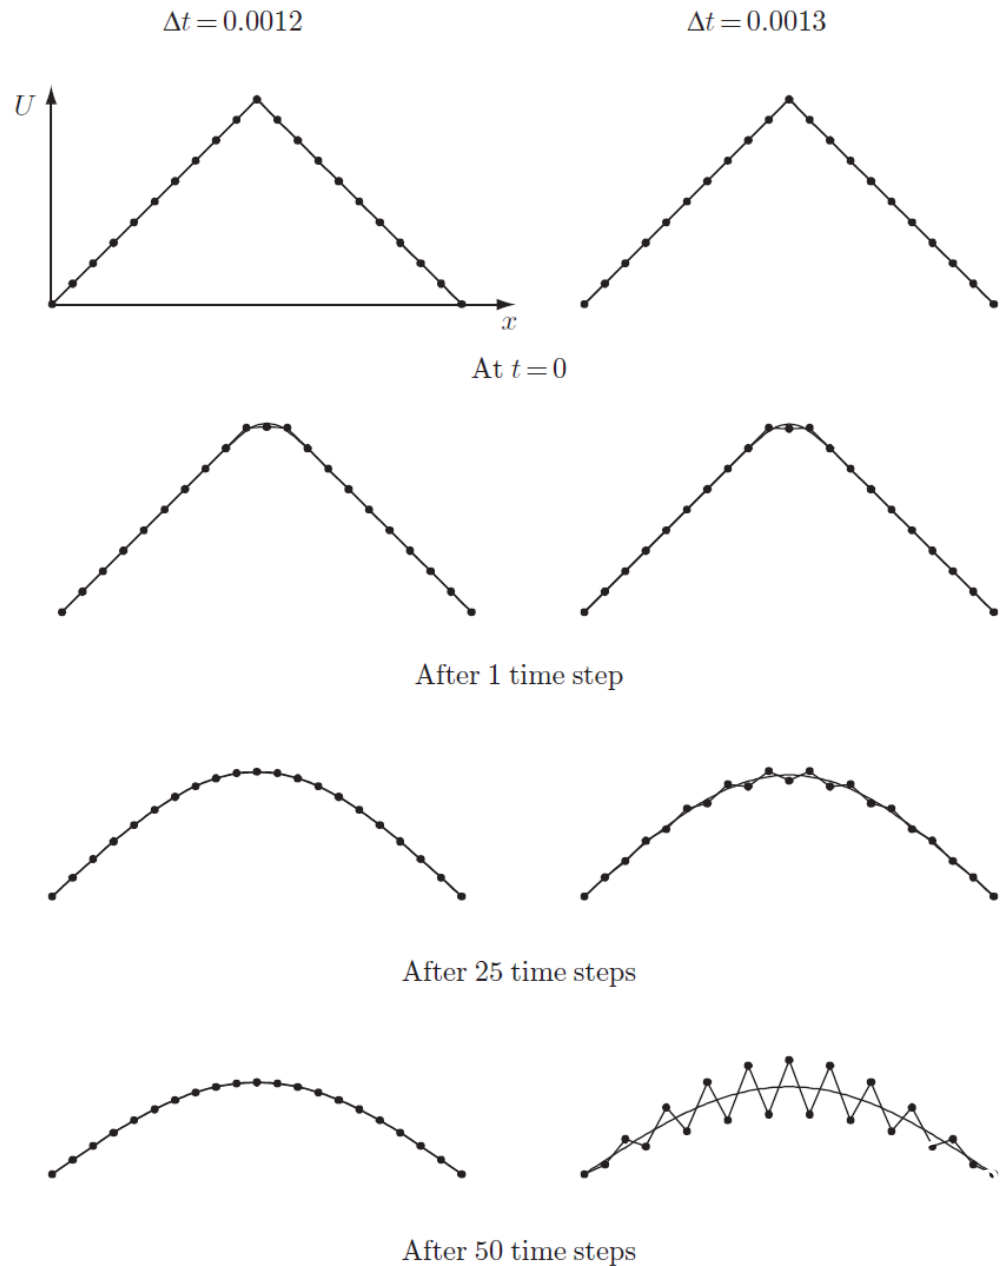 Δt = 0.0012
Δt = 0.0013
U
x
At t = 0
After 1 time step
After 25 time steps
After 50 time steps